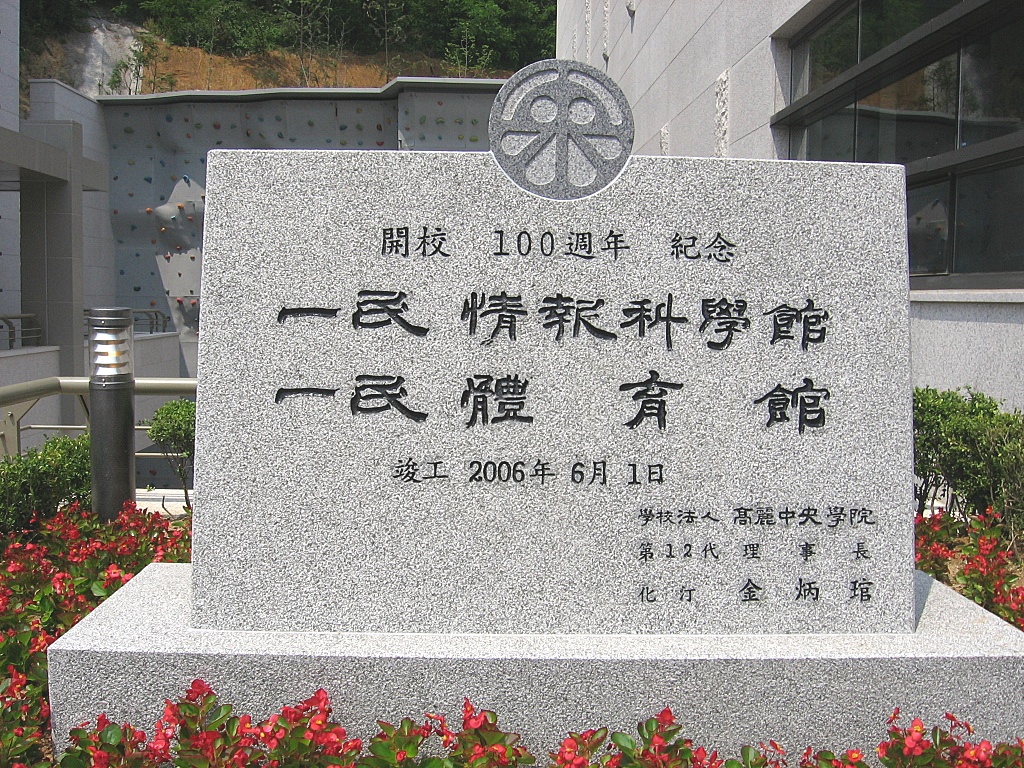 開校 100週年 紀念
一民 情報科學館
一民 體育館
竣工 2006年 6月 1日
學校法人 高麗中央學院
第12代 理事長
化汀 金炳琯